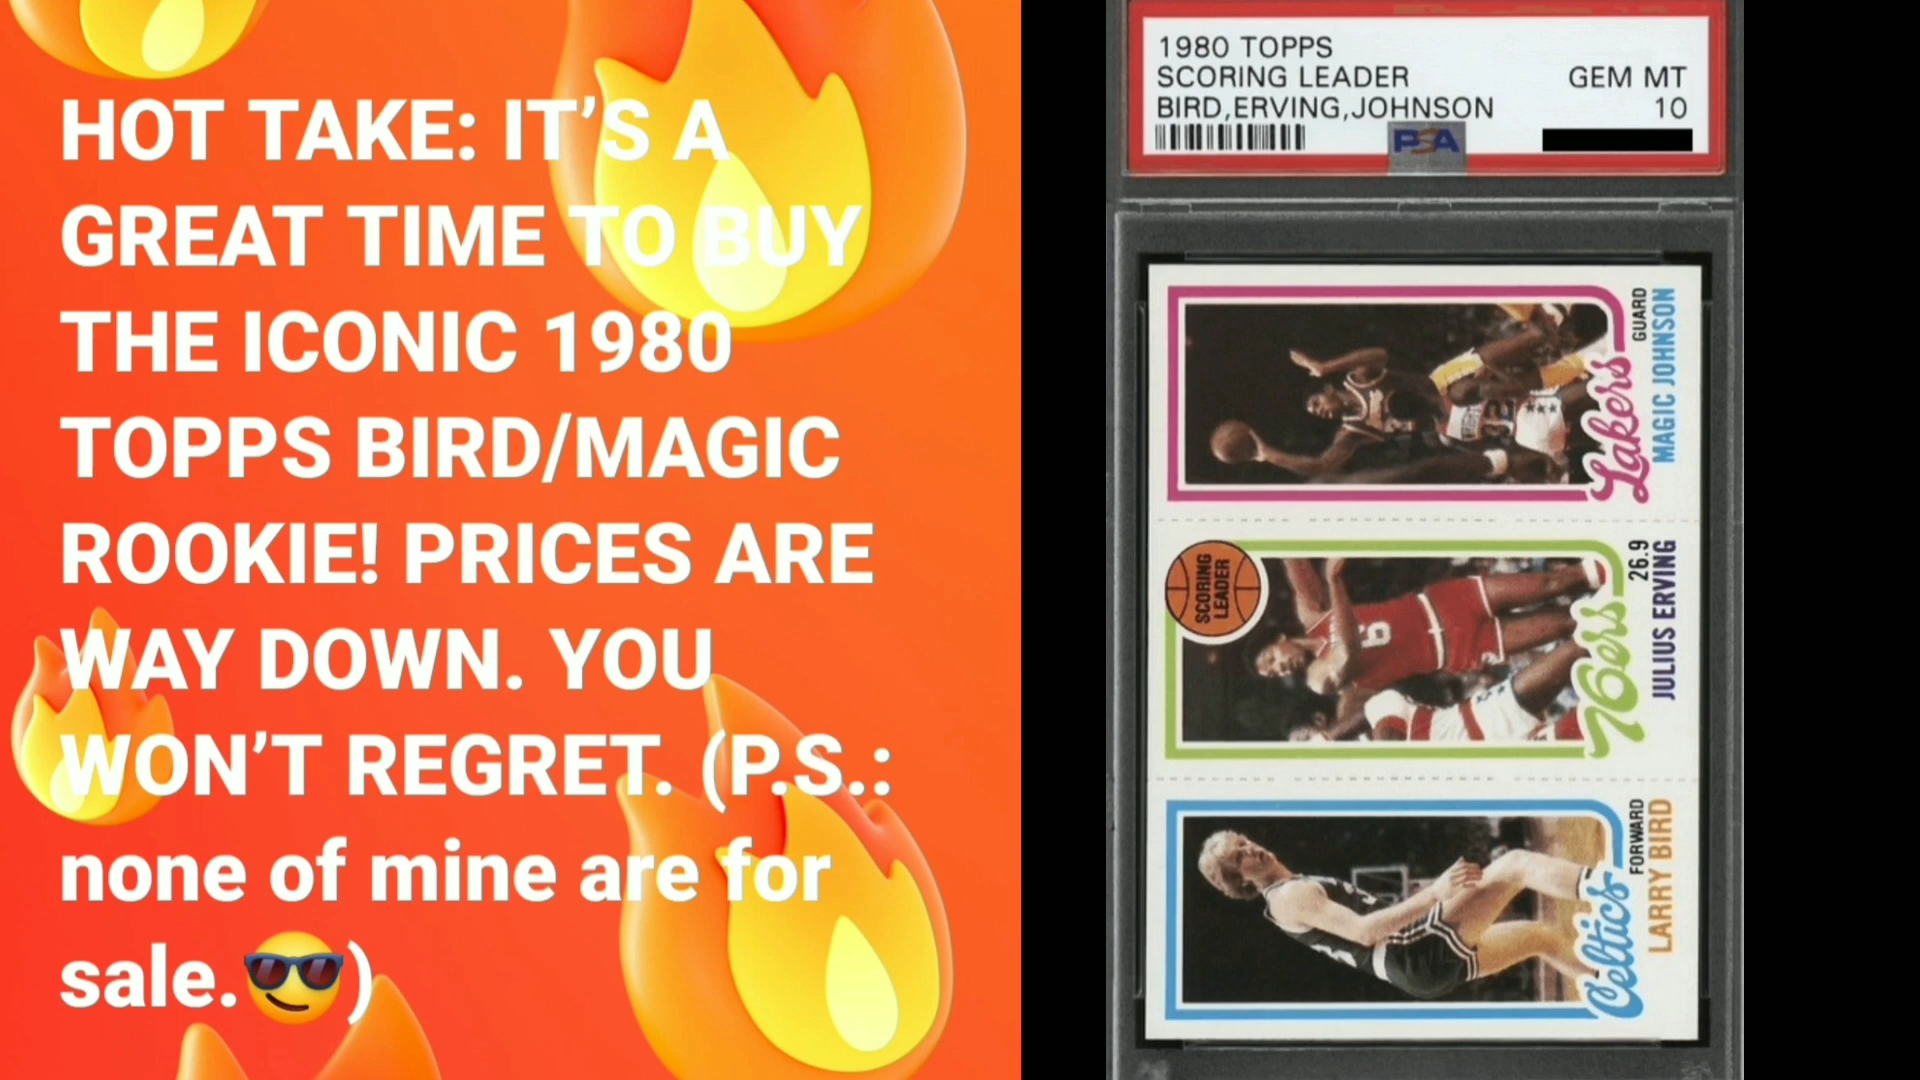 HOT TAKE: IT’S A
GREAT TIME TO BUY
THE ICONIC 1980
TOPPS BIRD/MAGIC
ROOKIE! PRICES ARE
WAY DOWN. YOU
WON’T REGRET. (P.S.:
none of mine are for
sale.😎)
1980 TOPPS
SCORING LEADER GEM MT
BIRD,ERVING,JOHNSON 10
PSA
Lakers
GUARD
MAGIC JOHNSON
SCORING
LEADER
6
76ers
26.9
JULIUS ERVING
Celtics
FORWARD
LARRY BIRD